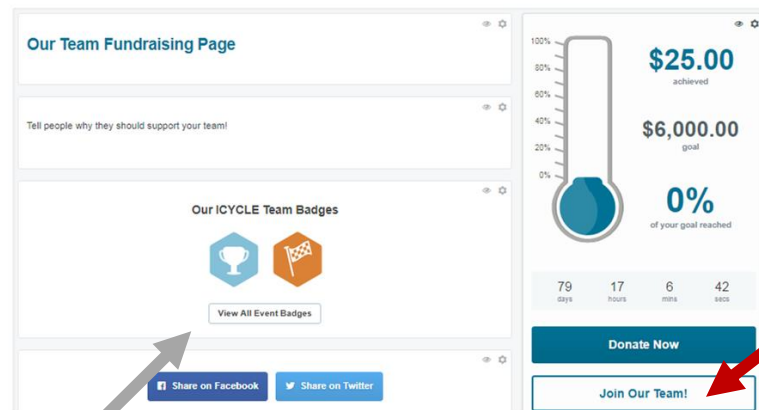 Our Team Fundraising Page
Tell people why they should support your team!
Our ICYCLE Team Badges
View All Event Badges
Share on Facebook
Share on Twitter
100%
80%
60%
40%
20%
0%
$25.00
achieved
$6,000.00
goal
0%
of your goal reached
79 17 6 42
days hours mins secs
Donate Now
Join Our Team!